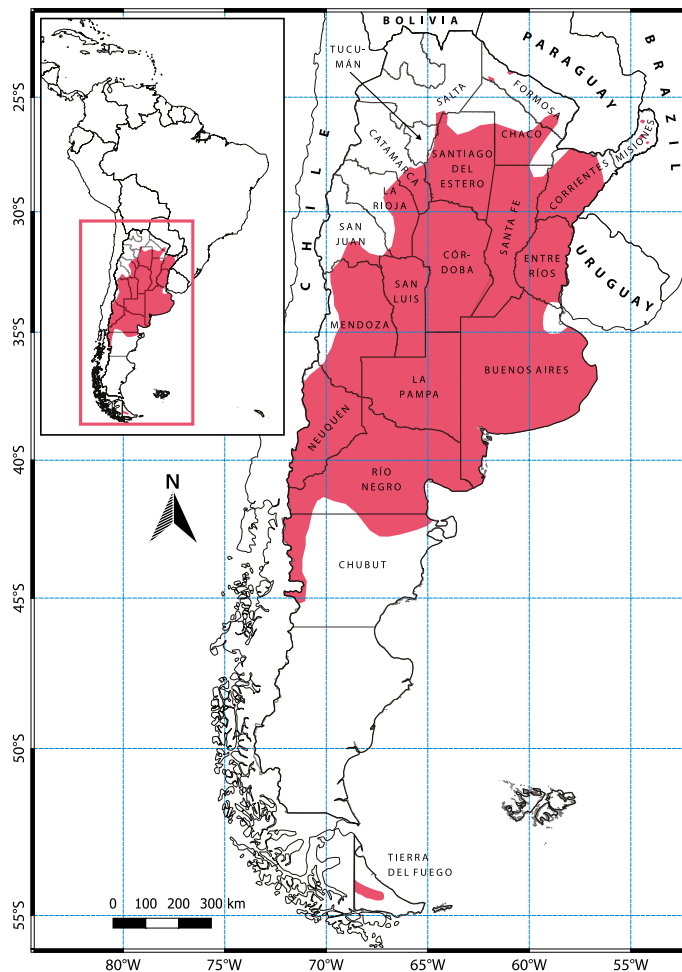 BOLIVIA
TUCU-
MÁN
PARAGUAY
BRAZIL
SALTA
FORMOSA
CHACO
MISIONES
CATAMARCA
SANTIAGO
DEL
ESTERO
CORRIENTES
LA
RIOJA
SANTA FE
SAN
JUAN
CHILE
CÓR-
DOBA
ENTRE
RÍOS
URUGUAY
SAN
LUIS
MENDOZA
BUENOS AIRES
LA
PAMPA
NEUQUÉN
RÍO
NEGRO
N
CHUBUT
TIERRA
DEL FUEGO
0 100 200 300 km
25°S
30°S
35°S
40°S
45°S
50°S
55°S
80°W 75°W 70°W 65°W 60°W 55°W